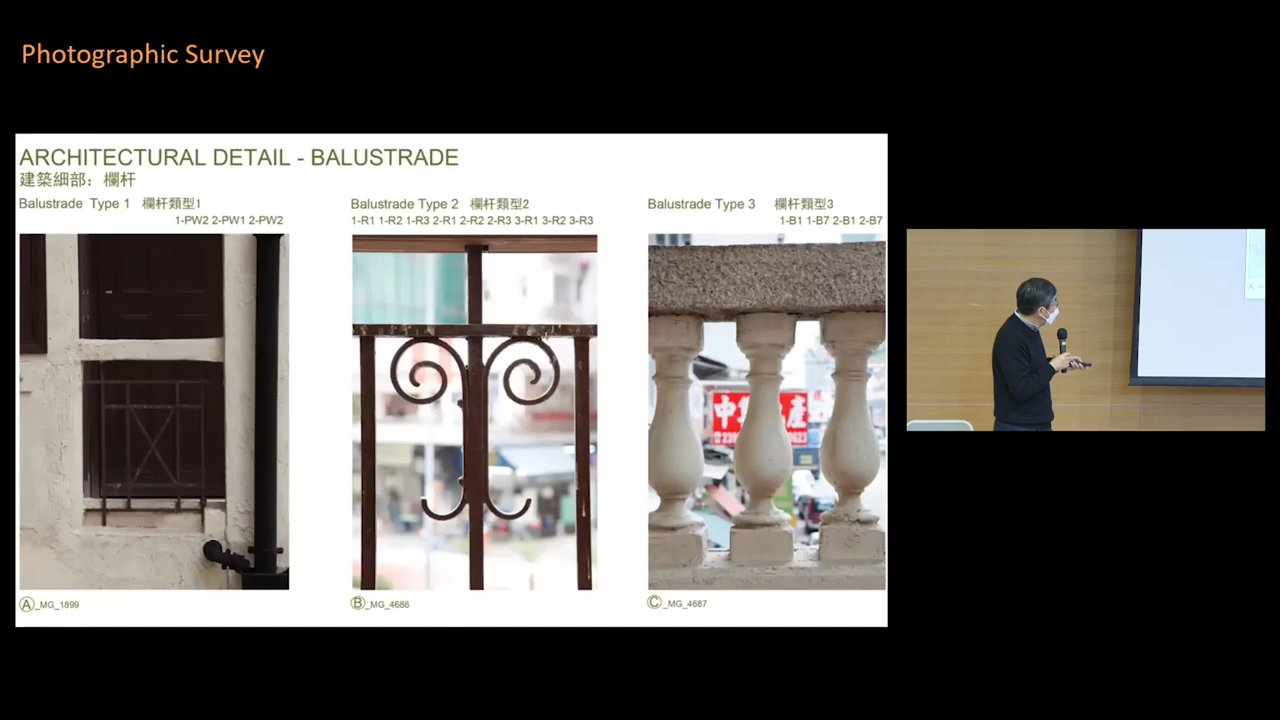 Photographic Survey
ARCHITECTURAL DETAIL - BALUSTRADE
建築細部：欄杆
Balustrade Type 1 欄杆類型1
1-PW2 2-PW1 2-PW2
Balustrade Type 2 欄杆類型2
1-R1 1-R2 1-R3 2-R1 2-R2 2-R3 3-R1 3-R2 3-R3
Balustrade Type 3 欄杆類型3
1-B1 1-B7 2-B1 2-B7
Ⓐ_MG_1899
Ⓑ_MG_4686
Ⓒ_MG_4687